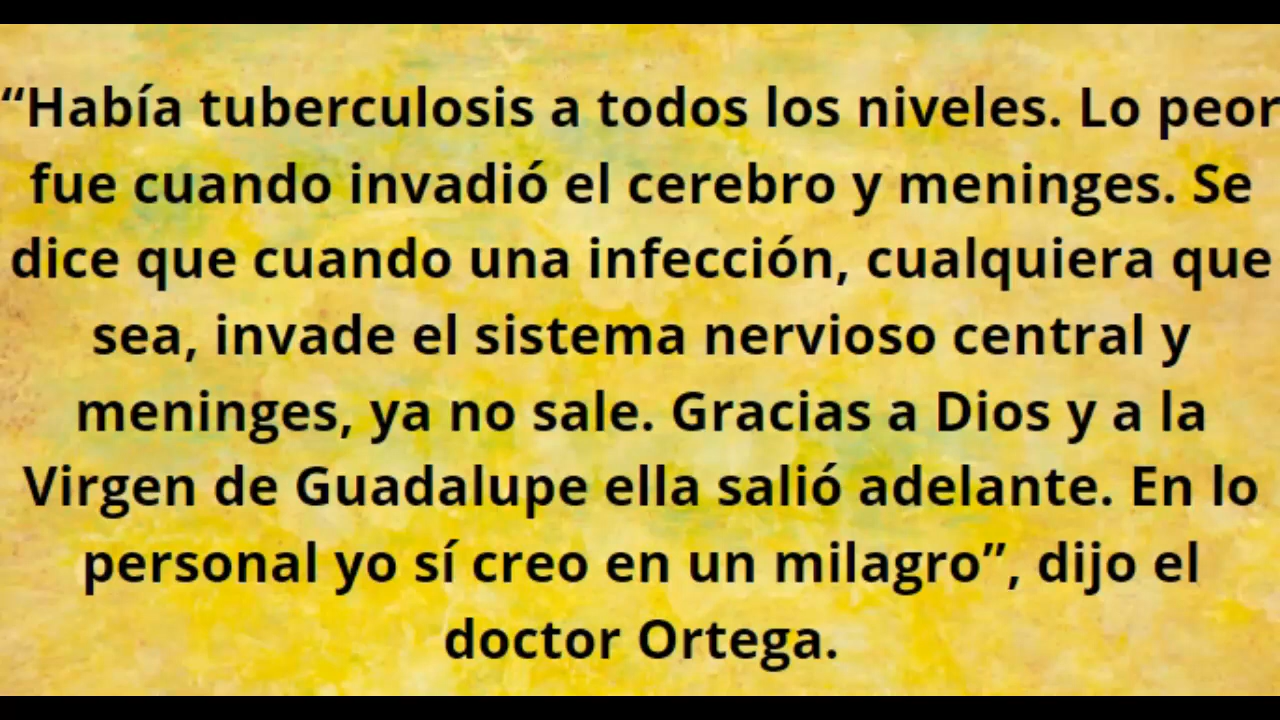 “Había tuberculosis a todos los niveles. Lo peor
fue cuando invadió el cerebro y meninges. Se
dice que cuando una infección, cualquiera que
sea, invade el sistema nervioso central y
meninges, ya no sale. Gracias a Dios y a la
Virgen de Guadalupe ella salió adelante. En lo
personal yo sí creo en un milagro”, dijo el
doctor Ortega.